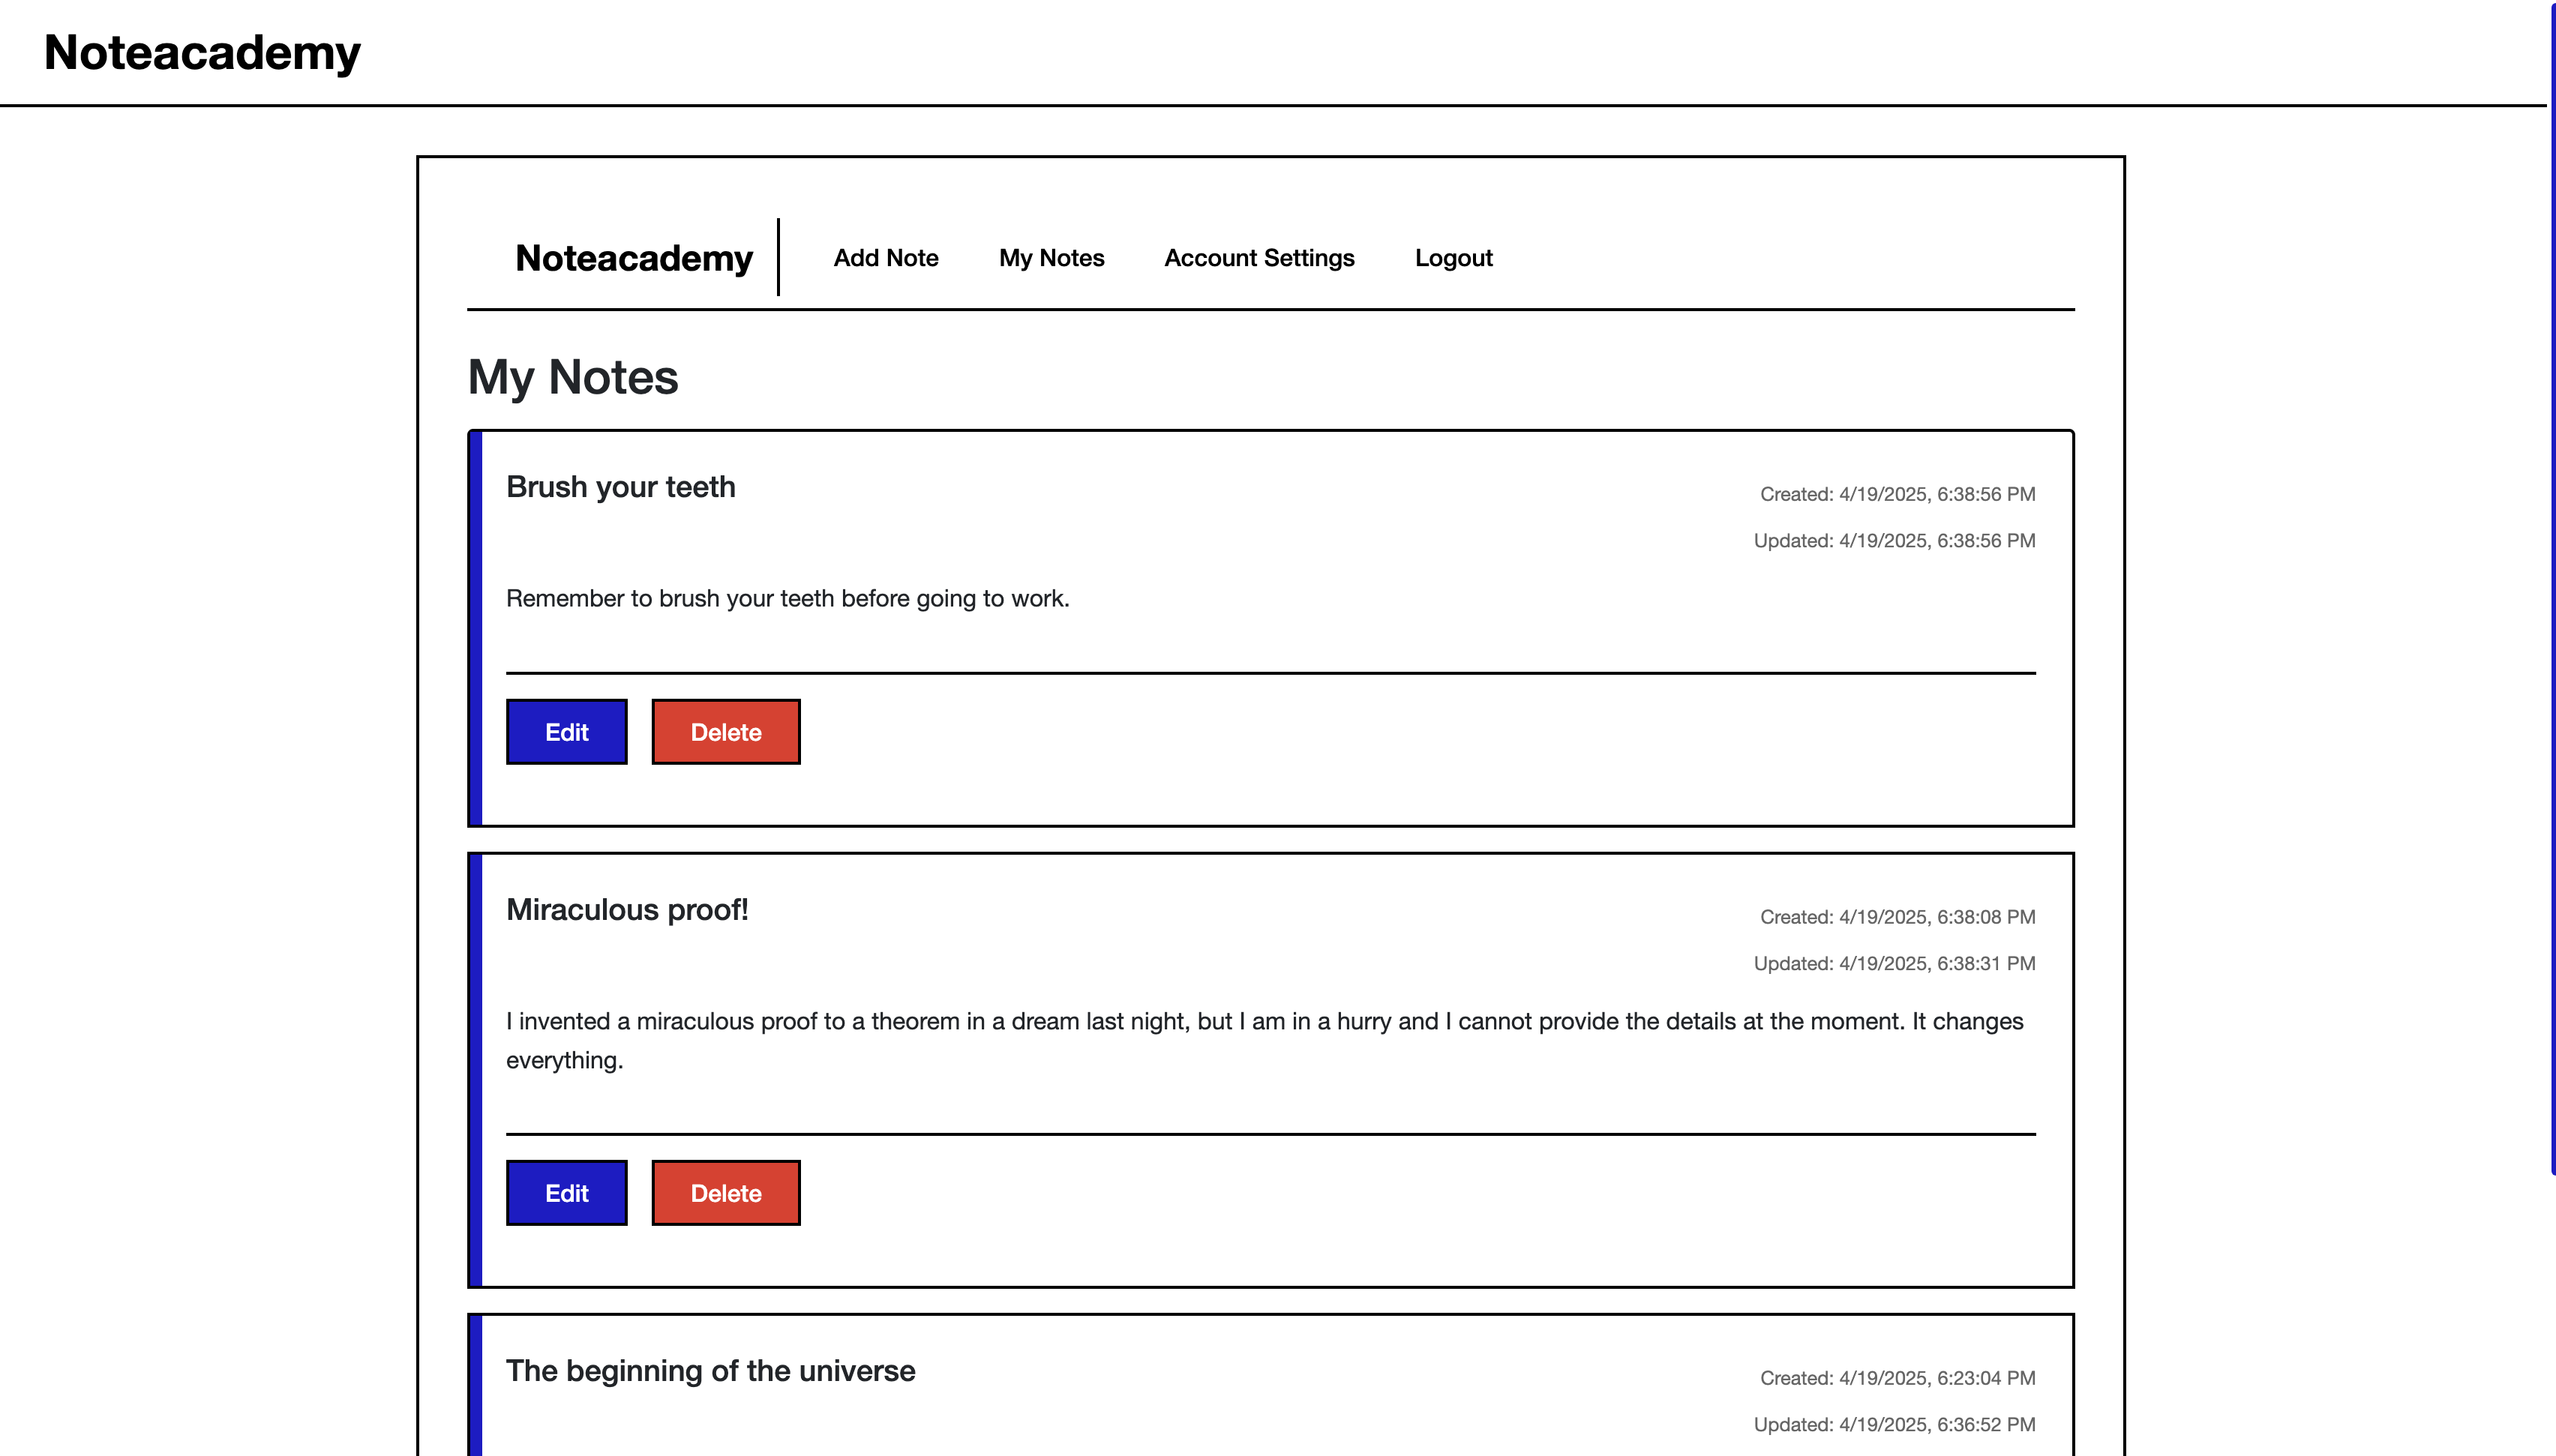 Noteacademy
Noteacademy
Add Note My Notes Account Settings Logout
My Notes
Brush your teeth
Created: 4/19/2025, 6:38:56 PM
Updated: 4/19/2025, 6:38:56 PM
Remember to brush your teeth before going to work.
Edit Delete
Miraculous proof!
Created: 4/19/2025, 6:38:08 PM
Updated: 4/19/2025, 6:38:31 PM
I invented a miraculous proof to a theorem in a dream last night, but I am in a hurry and I cannot provide the details at the moment. It changes
everything.
Edit Delete
The beginning of the universe
Created: 4/19/2025, 6:23:04 PM
Updated: 4/19/2025, 6:36:52 PM